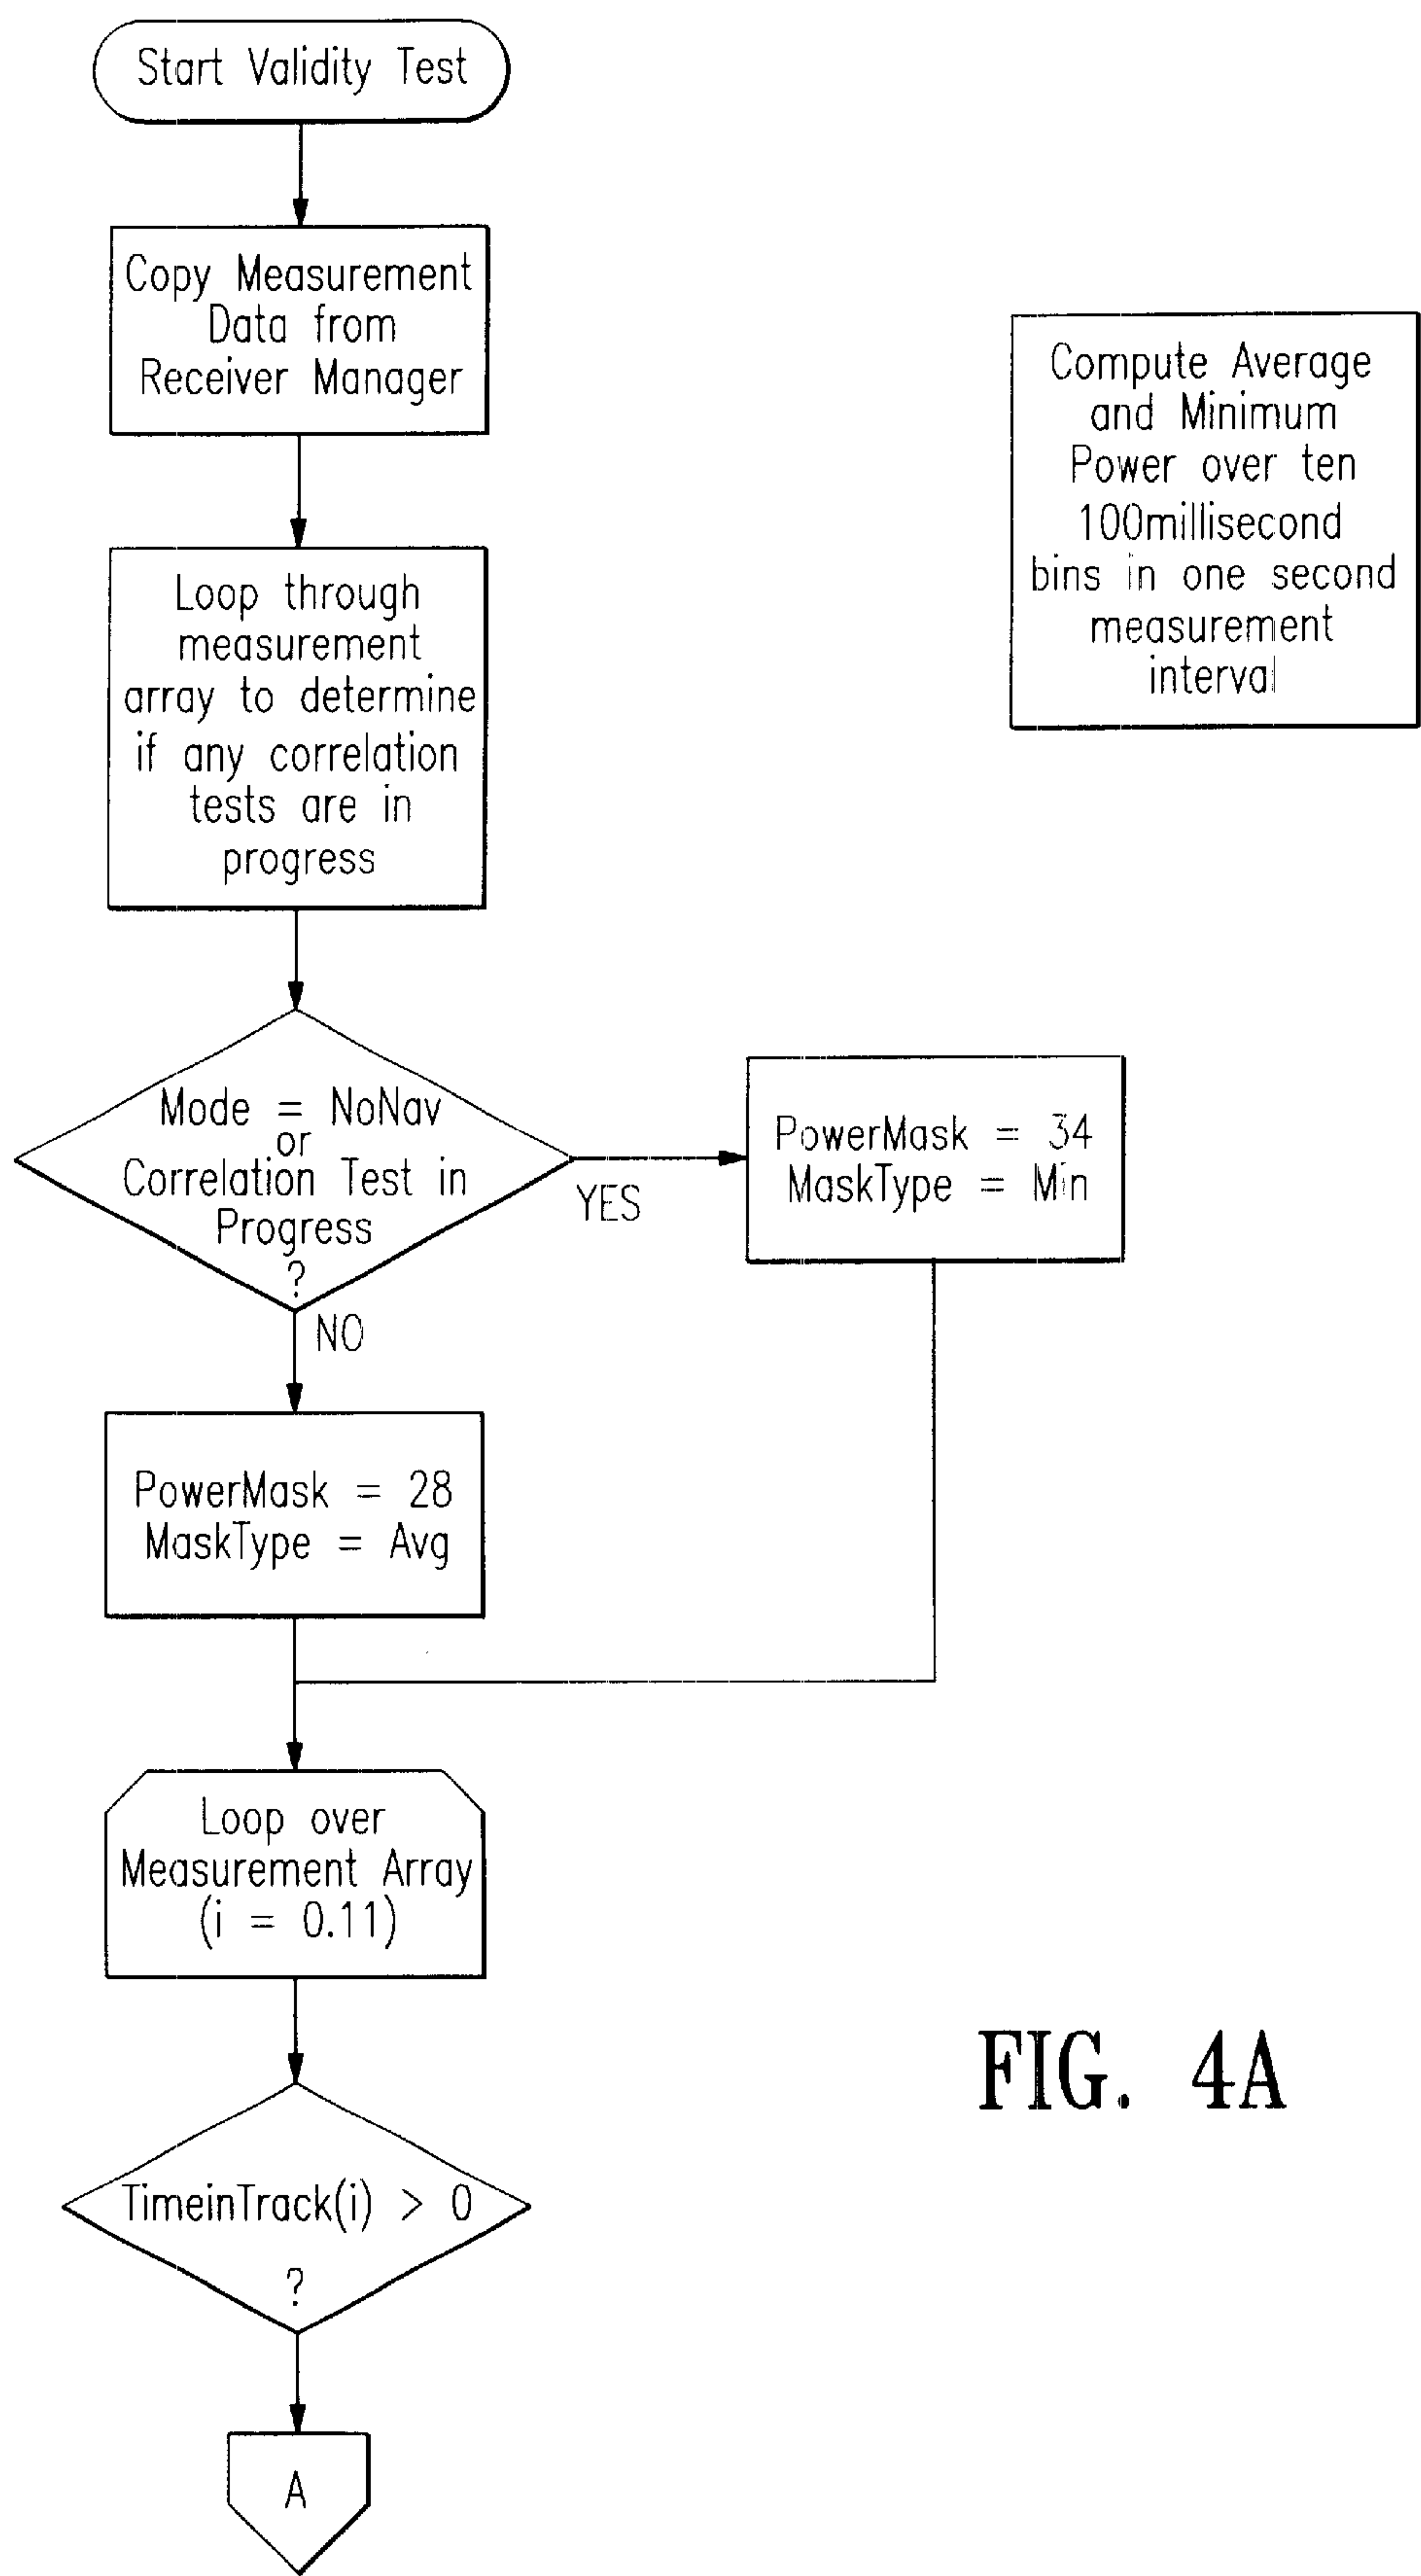 Start Validity Test
Copy Measurement
Data from
Receiver Manager
Compute Average
and Minimum
Power over ten
100millisecond
bins in one second
measurement
interval
Loop through
measurement
array to determine
if any correlation
tests are in
progress
Mode = NoNav
or
Correlation Test in
Progress
?
YES
PowerMask = 34
MaskType = Min
NO
PowerMask = 28
MaskType = Avg
Loop over
Measurement Array
(i = 0.11)
TimeinTrack(i) > 0
?
A
FIG. 4A